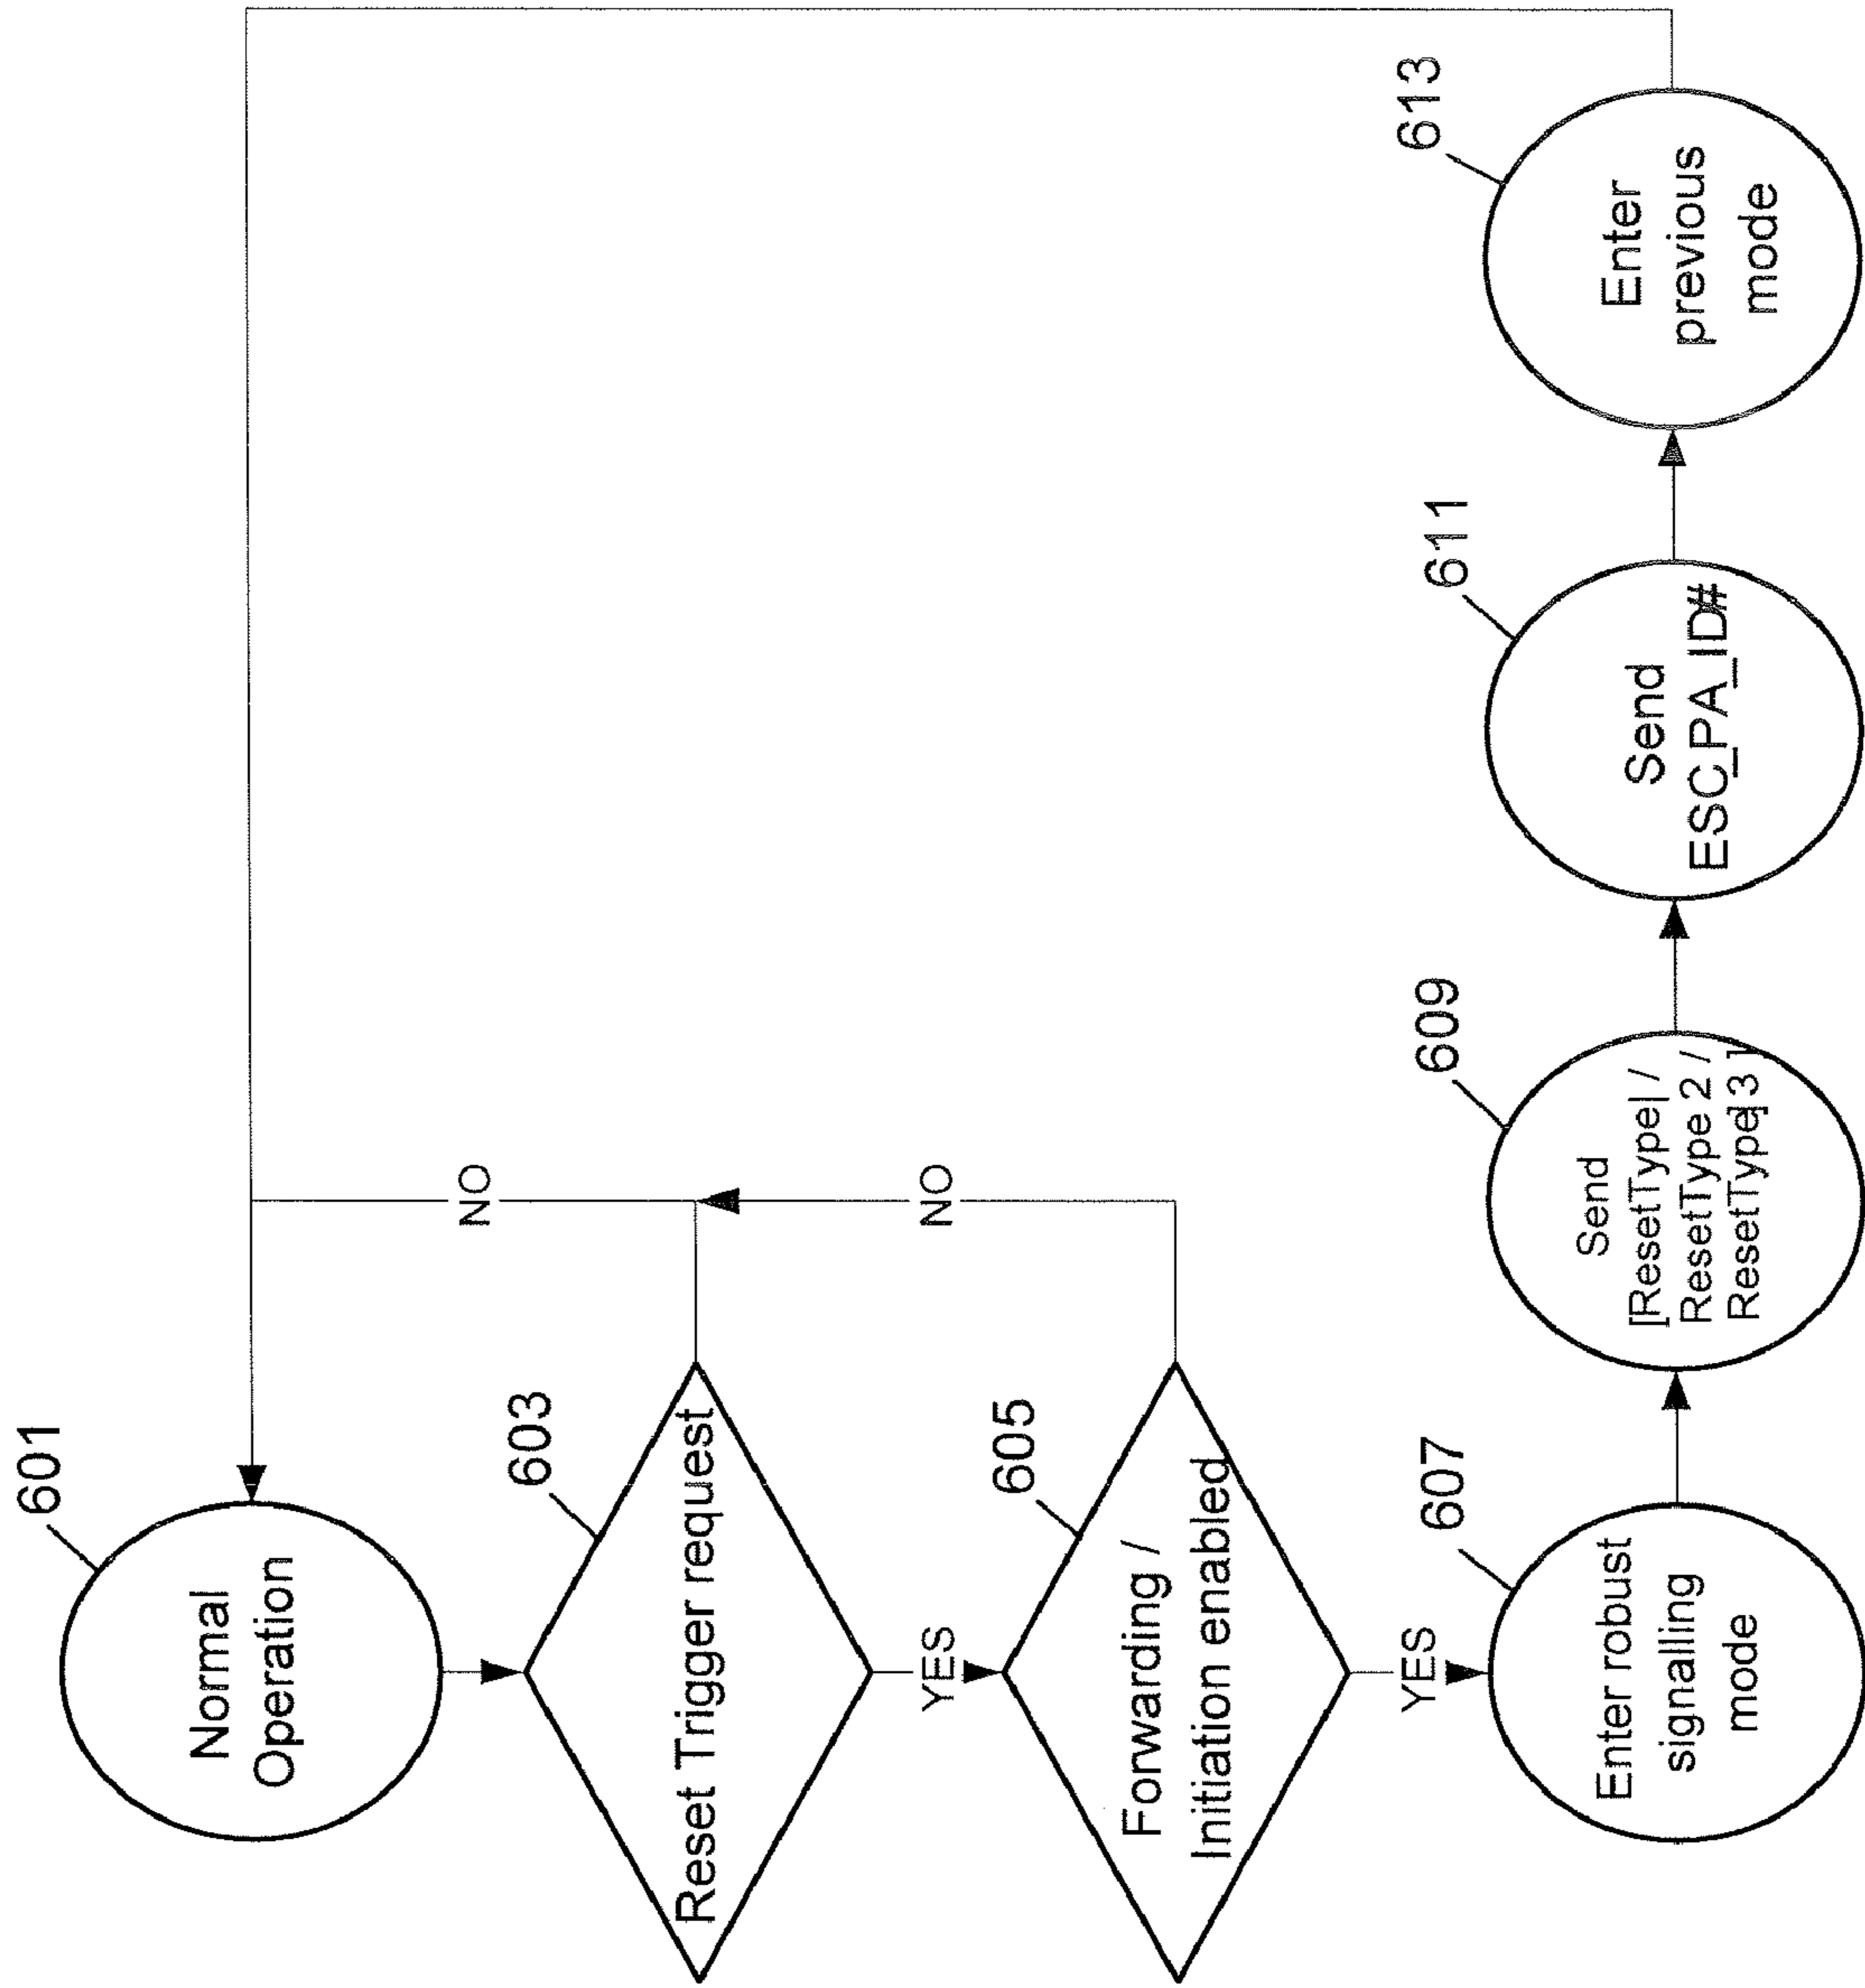 601
Normal
Operation
603
Reset Trigger request
NO
YES
605
Forwarding /
Initiation enabled
NO
YES
607
Enter robust
signalling
mode
609
Send
[ResetType| /
ResetType 2 /
ResetType] 3 ]
611
Send
ESC_PA_ID#
613
Enter
previous
mode